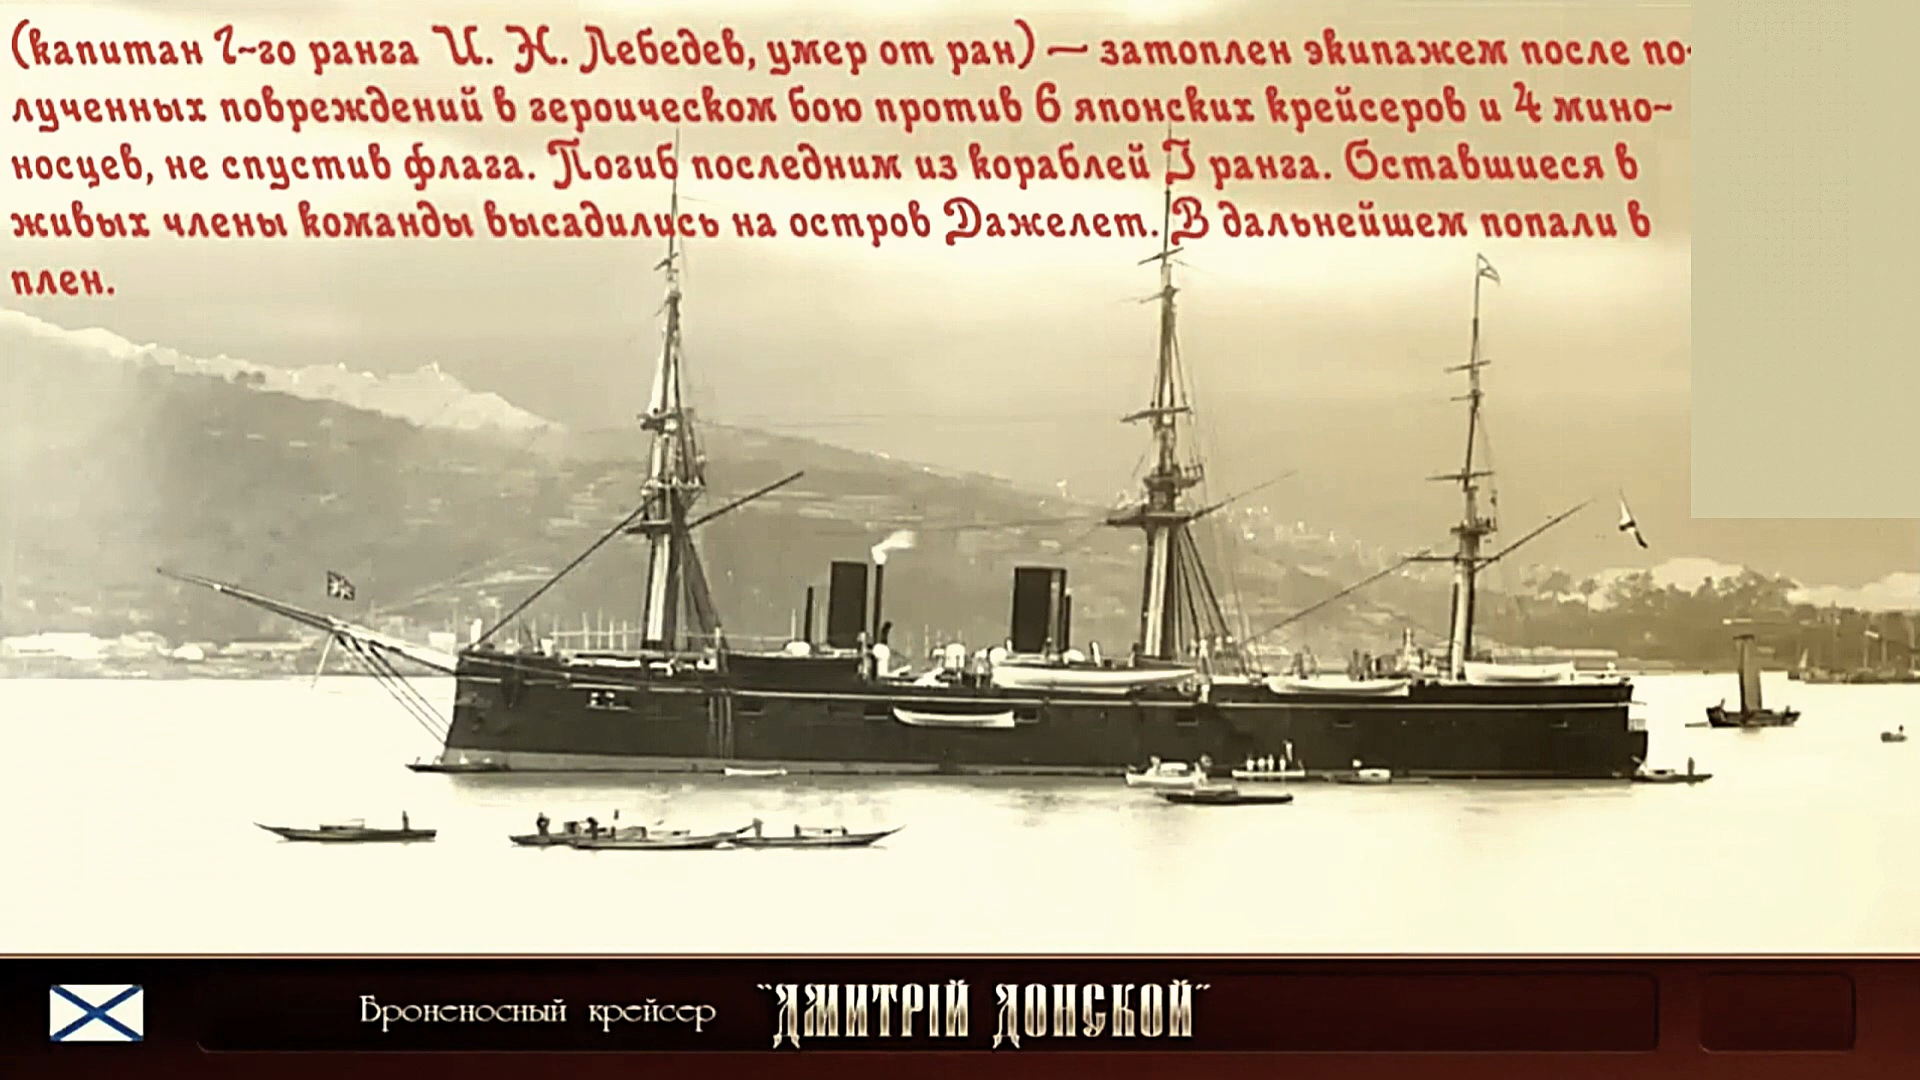 (капитан 1-го ранга И. Н. Лебедев, умер от ран) — затоплен экипажем после по-
лученных повреждений в героическом бою против 6 японских крейсеров и 4 мино-
носцев, не спустив флага. Погиб последним из кораблей I ранга. Оставшиеся в
живых члены команды высадились на остров Дажелет. В дальнейшем попали в
плен.
Броненосный крейсер "ДМИТРІЙ ДОНСКОЙ"